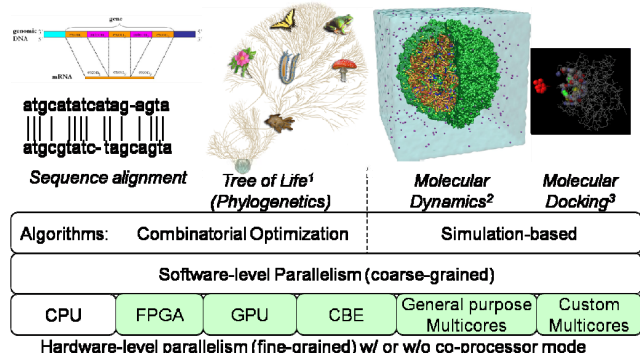 gene
genomic
DNA
mRNA
atgcatatcatag-agta
atgcgtatc- tagcagta
Sequence alignment
Tree of Life1
(Phylogenetics)
Molecular
Dynamics2
Molecular
Docking3
Algorithms: Combinatorial Optimization Simulation-based
Software-level Parallelism (coarse-grained)
CPU FPGA GPU CBE General purpose
Multicores Custom
Multicores
Hardware-level parallelism (fine-grained) w/ or w/o co-processor mode